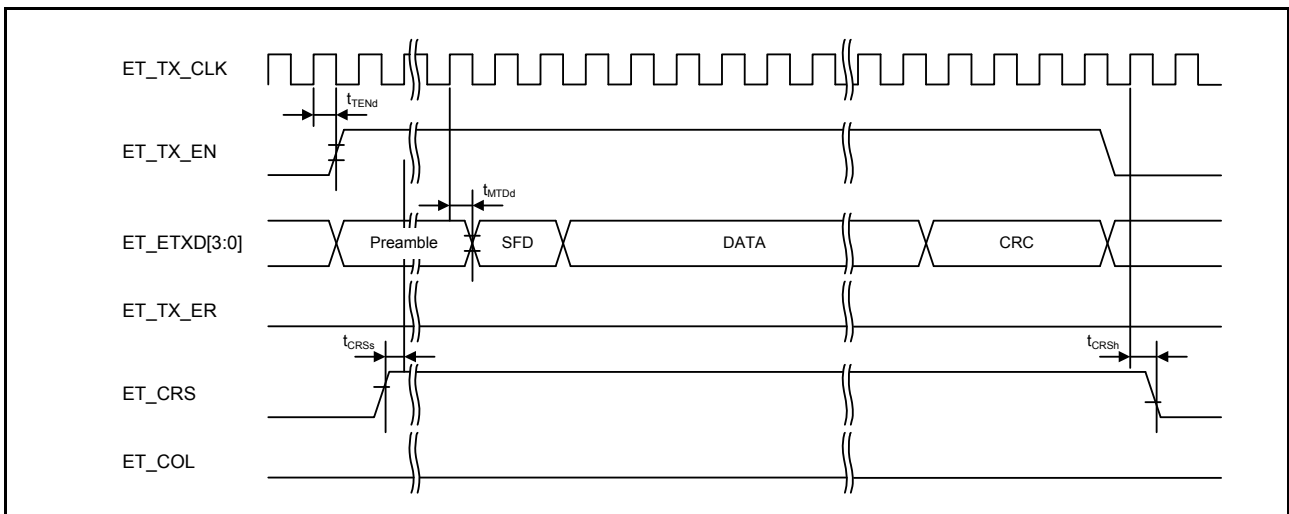 ET_TX_CLK
tTENd
ET_TX_EN
tMTDd
ET_ETXD[3:0]
Preamble
SFD
DATA
CRC
ET_TX_ER
tCRSs
tCRSh
ET_CRS
ET_COL